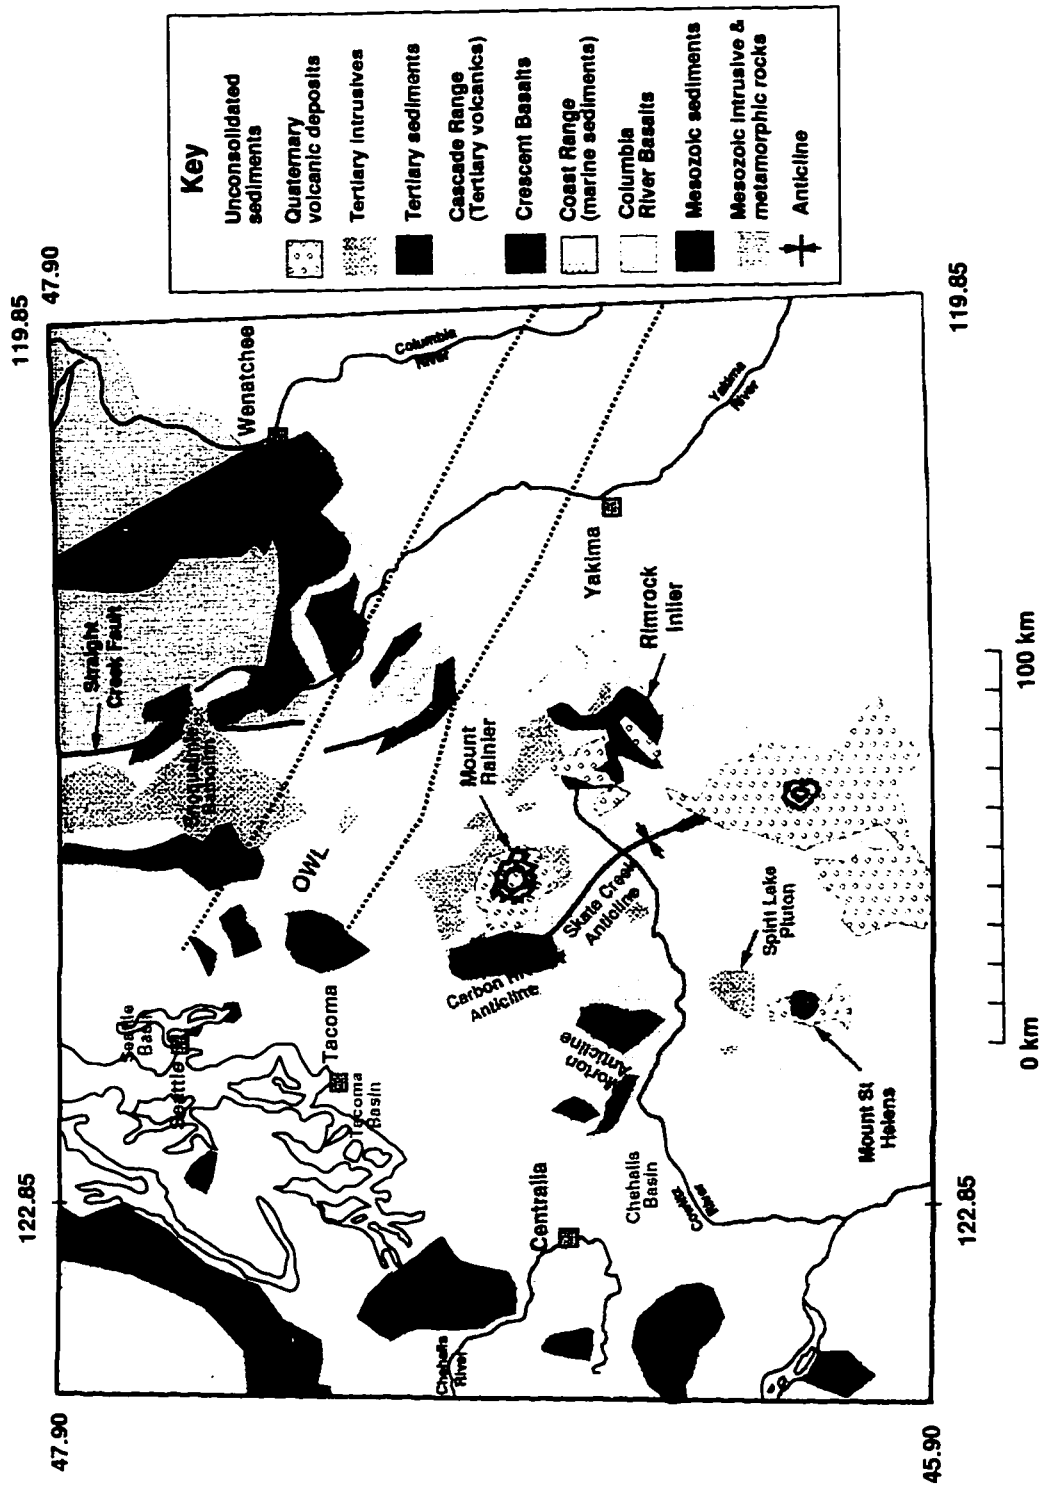 Key
Unconsolidated
sediments
Quaternary
volcanic deposits
Tertiary intrusives
Tertiary sediments
Cascade Range
(Tertiary volcanics)
Crescent Basalts
Coast Range
(marine sediments)
Columbia
River Basalts
Mesozoic sediments
Mesozoic intrusive &
metamorphic rocks
Anticline
122.85
119.85
47.90
47.90
Straight
Creek Fault
Snoqualmie
Batholith
Wenatchee
Columbia
River
Seattle
Basin
Seattle
OWL
Tacoma
Tacoma
Basin
Mount
Rainier
Carbon
Anticline
Skate Creek
Anticline
Yakima
Yakima
River
Rimrock
Inlier
Chehalis
River
Centralia
Morton
Anticline
Chehalis
Basin
Cowlitz
River
Spirit Lake
Pluton
Mount St
Helens
45.90
122.85
119.85
0 km
100 km